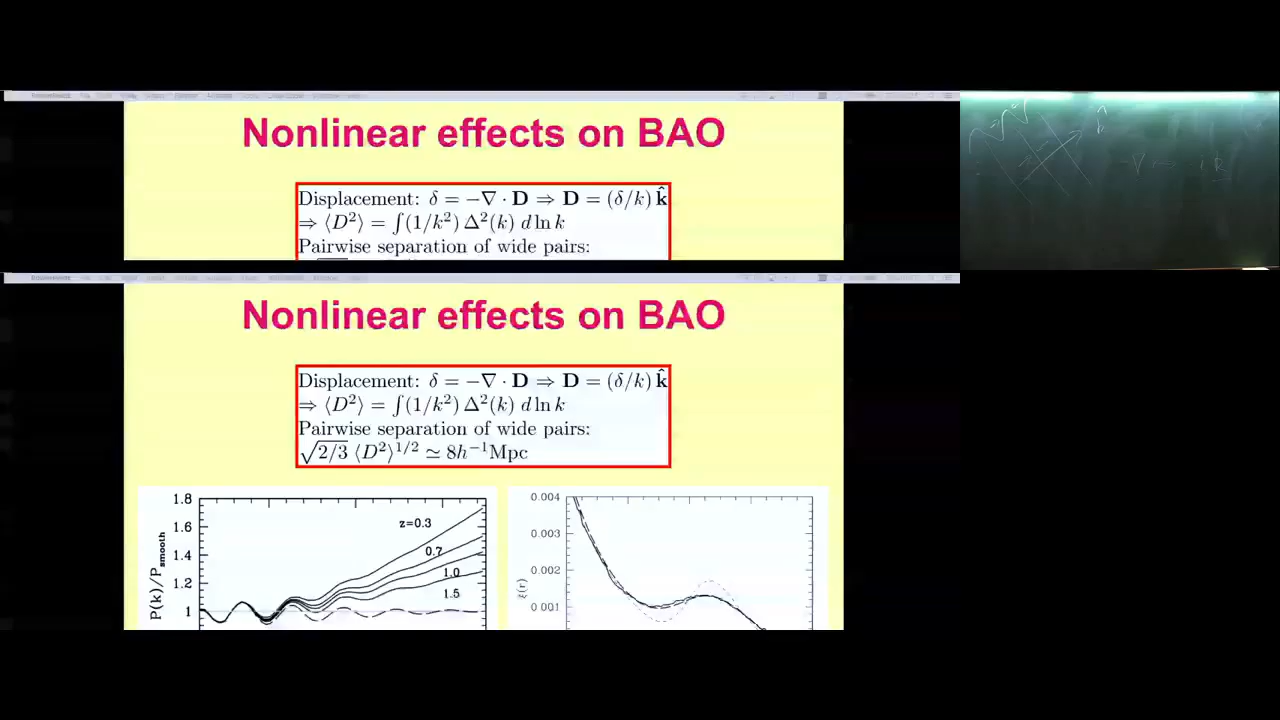 Nonlinear effects on BAO
Displacement: δ = −∇ · D ⇒ D = (δ/k) k̂
⇒ ⟨D²⟩ = ∫(1/k²) Δ²(k) d ln k
Pairwise separation of wide pairs:
Nonlinear effects on BAO
Displacement: δ = −∇ · D ⇒ D = (δ/k) k̂
⇒ ⟨D²⟩ = ∫(1/k²) Δ²(k) d ln k
Pairwise separation of wide pairs:
√2/3 ⟨D²⟩^1/2 ≃ 8h⁻¹Mpc
1.8
1.6
1.4
1.2
1
P(k)/P_smooth
z=0.3
0.7
1.0
1.5
0.004
0.003
0.002
0.001
ξ(r)